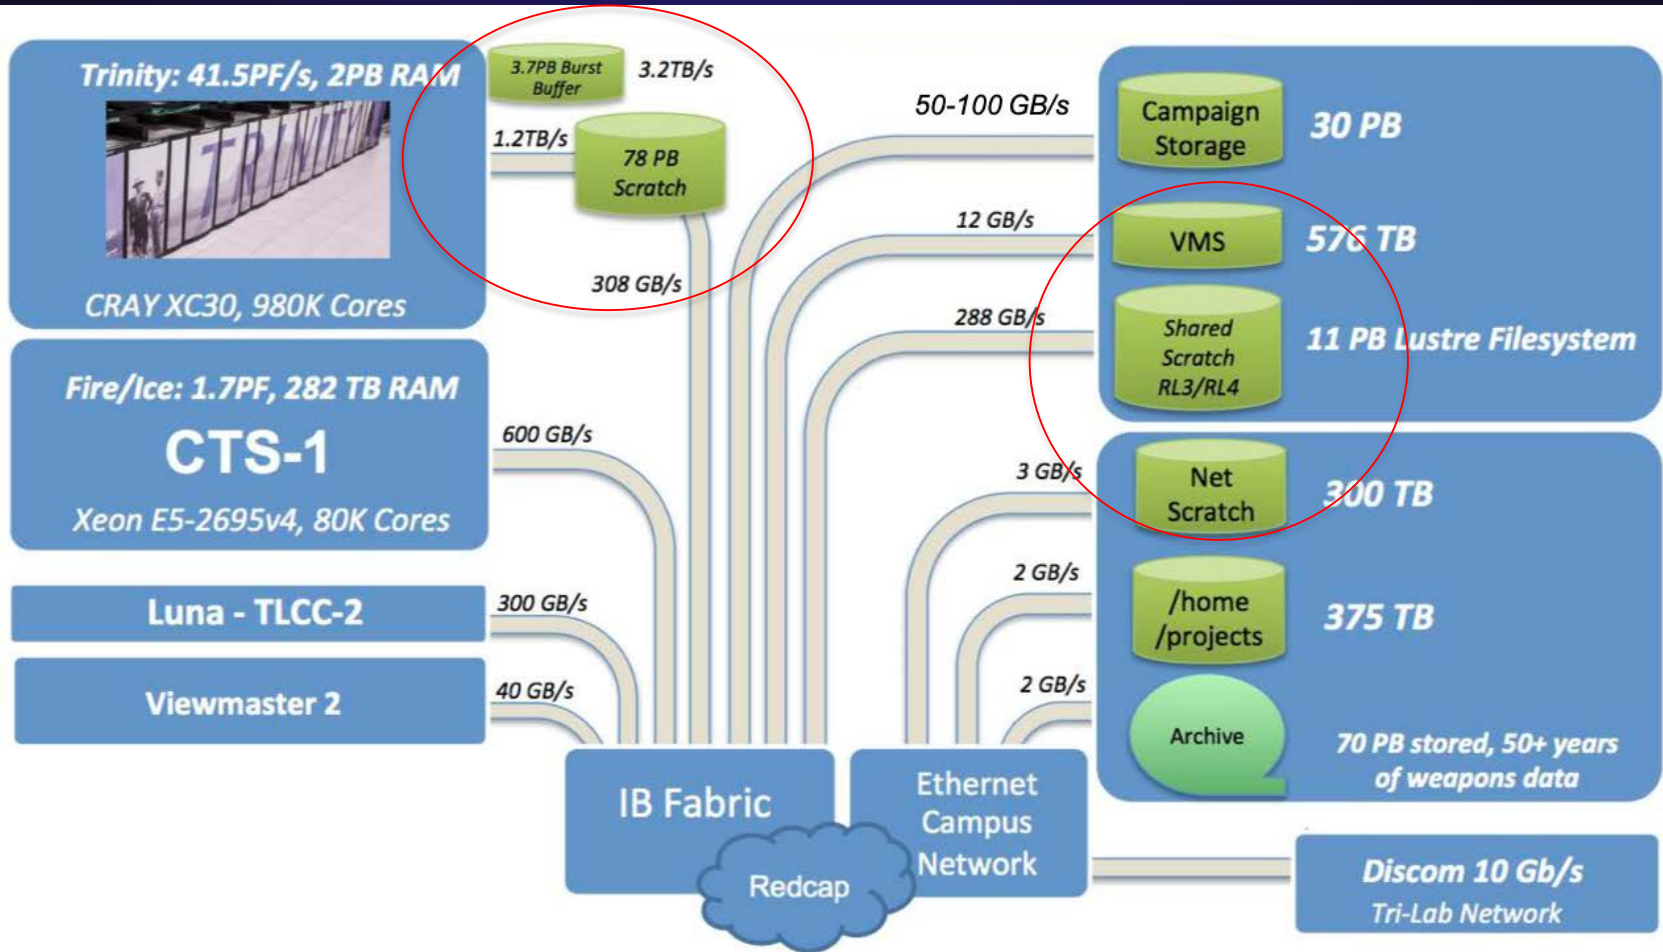 Trinity: 41.5PF/s, 2PB RAM
TRINITY
CRAY XC30, 980K Cores
3.7PB Burst
Buffer
3.2TB/s
1.2TB/s
78 PB
Scratch
308 GB/s
Fire/Ice: 1.7PF, 282 TB RAM
CTS-1
Xeon E5-2695v4, 80K Cores
600 GB/s
Luna - TLCC-2
300 GB/s
Viewmaster 2
40 GB/s
50-100 GB/s
Campaign
Storage
30 PB
12 GB/s
VMS
576 TB
288 GB/s
Shared
Scratch
RL3/RL4
11 PB Lustre Filesystem
3 GB/s
Net
Scratch
300 TB
2 GB/s
/home
/projects
375 TB
2 GB/s
Archive
70 PB stored, 50+ years
of weapons data
IB Fabric
Ethernet
Campus
Network
Redcap
Discom 10 Gb/s
Tri-Lab Network